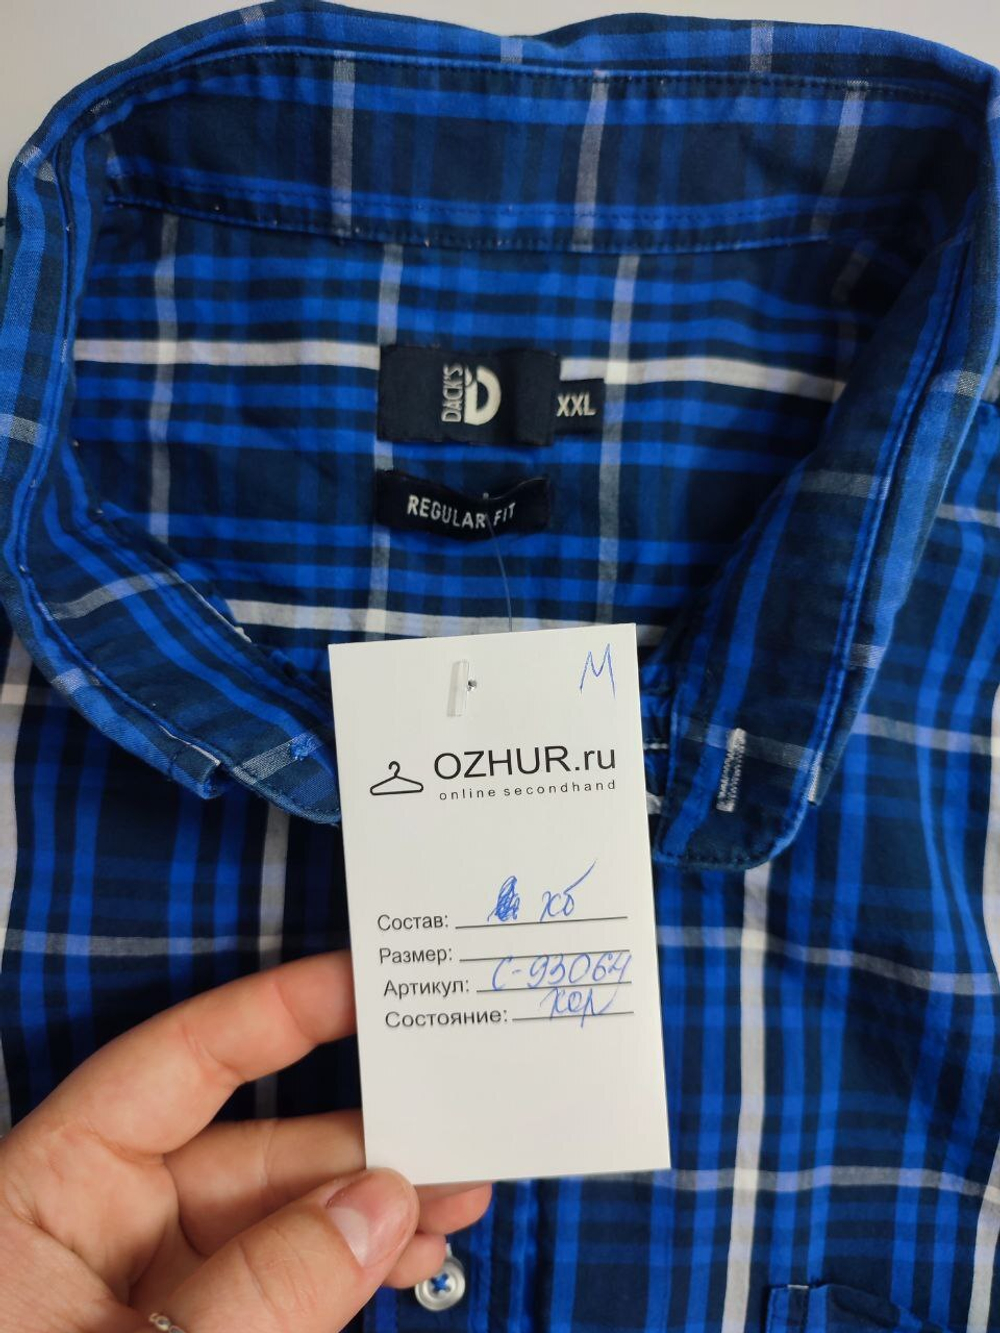 DACK'S
D
XXL
REGULAR FIT
М
OZHUR.ru
online secondhand
Состав: хб
Размер:
Артикул: С-93064
Состояние: хор